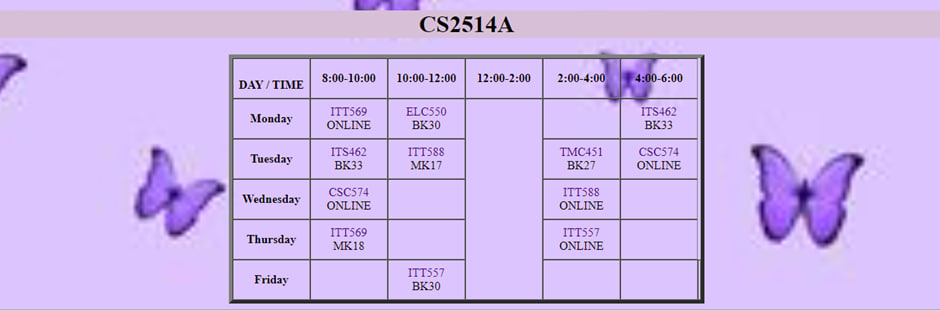 CS2514A
DAY / TIME 8:00-10:00 10:00-12:00 12:00-2:00 2:00-4:00 4:00-6:00
Monday ITT569 ONLINE ELC550 BK30 ITS462 BK33
Tuesday ITS462 BK33 ITT588 MK17 TMC451 BK27 CSC574 ONLINE
Wednesday CSC574 ONLINE ITT588 ONLINE
Thursday ITT569 MK18 ITT557 ONLINE
Friday ITT557 BK30